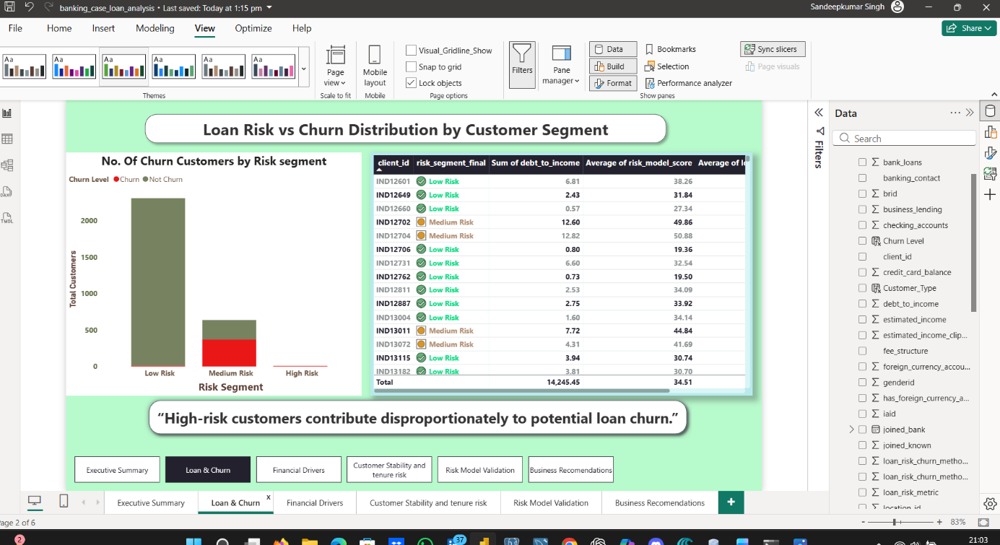 banking_case_loan_analysis • Last saved: Today at 1:15 pm
Sandeepkumar Singh
File Home Insert Modeling View Optimize Help
Share
Aa Aa Aa Aa Aa Aa
Themes
Page view
Scale to fit
Mobile layout
Mobile
Visual_Gridline_Show
Snap to grid
Lock objects
Page options
Filters
Pane manager
Data
Build
Format
Bookmarks
Selection
Performance analyzer
Sync slicers
Page visuals
Show panes
DAX
TMDL
Loan Risk vs Churn Distribution by Customer Segment
No. Of Churn Customers by Risk segment
Churn Level Churn Not Churn
Total Customers
2000
1500
1000
500
0
Low Risk Medium Risk High Risk
Risk Segment
client_id risk_segment_final Sum of debt_to_income Average of risk_model_score Average of
IND12601 Low Risk 6.81 38.26
IND12649 Low Risk 2.43 31.84
IND12660 Low Risk 0.57 27.34
IND12702 Medium Risk 12.60 49.86
IND12704 Medium Risk 12.82 50.88
IND12706 Low Risk 0.80 19.36
IND12731 Low Risk 6.60 32.54
IND12762 Low Risk 0.73 19.50
IND12811 Low Risk 2.53 34.09
IND12887 Low Risk 2.75 33.92
IND13004 Low Risk 1.60 34.14
IND13011 Medium Risk 7.72 44.84
IND13072 Medium Risk 4.31 41.69
IND13115 Low Risk 3.94 30.74
IND13182 Low Risk 3.81 30.70
Total 14,245.45 34.51
“High-risk customers contribute disproportionately to potential loan churn.”
Executive Summary
Loan & Churn
Financial Drivers
Customer Stability and
tenure risk
Risk Model Validation
Business Recomendations
Filters
Data
Search
bank_loans
banking_contact
brid
business_lending
checking_accounts
Churn Level
client_id
credit_card_balance
Customer_Type
debt_to_income
estimated_income
estimated_income_clip...
fee_structure
foreign_currency_accou...
genderid
has_foreign_currency_a...
iaid
joined_bank
joined_known
loan_risk_churn_metho...
loan_risk_churn_metho...
loan_risk_metric
location_id
Executive Summary Loan & Churn x Financial Drivers Customer Stability and tenure risk Risk Model Validation Business Recomendations +
Page 2 of 6
- + 83%
2
37
21:03